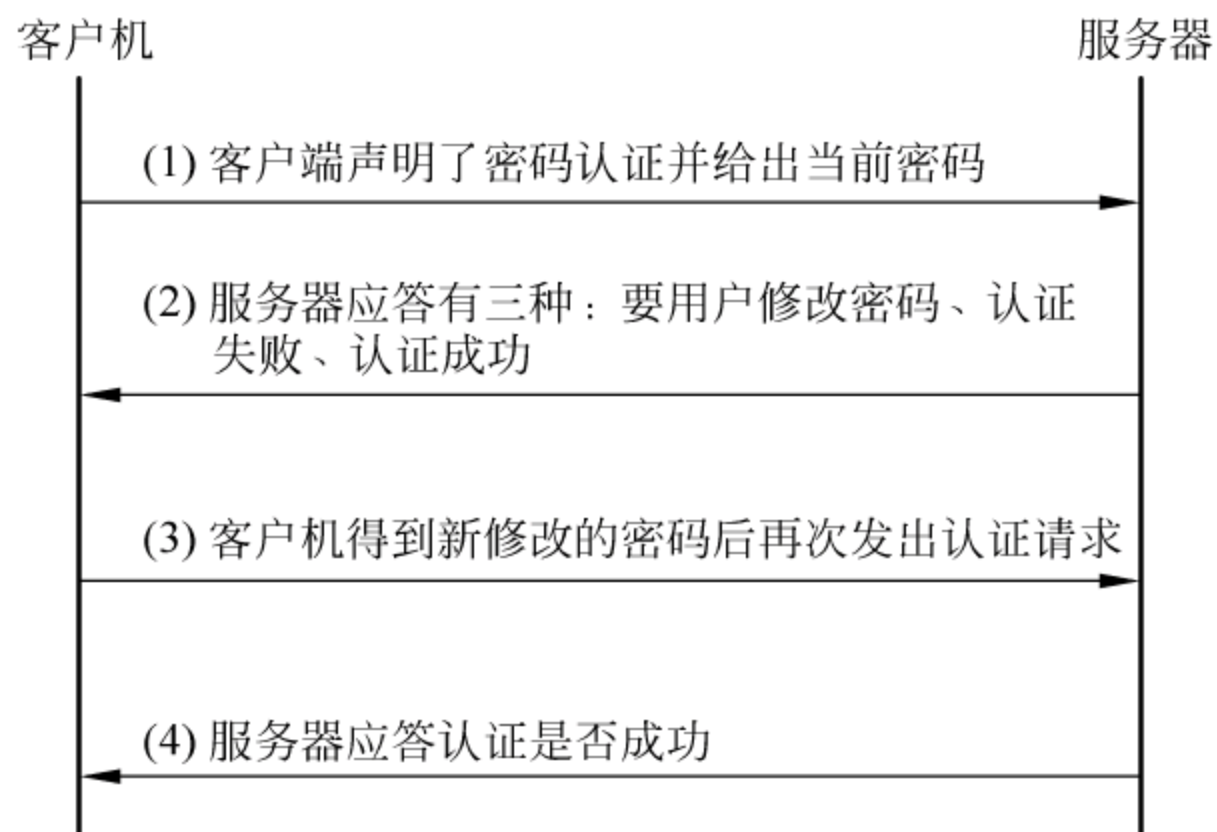 客户机
服务器
(1) 客户端声明了密码认证并给出当前密码
(2) 服务器应答有三种：要用户修改密码、认证
失败、认证成功
(3) 客户机得到新修改的密码后再次发出认证请求
(4) 服务器应答认证是否成功